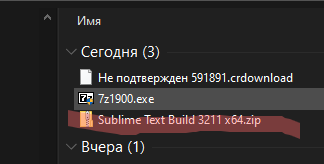 Имя
Сегодня (3)
Не подтвержден 591891.crdownload
7z1900.exe
Sublime Text Build 3211 x64.zip
Вчера (1)